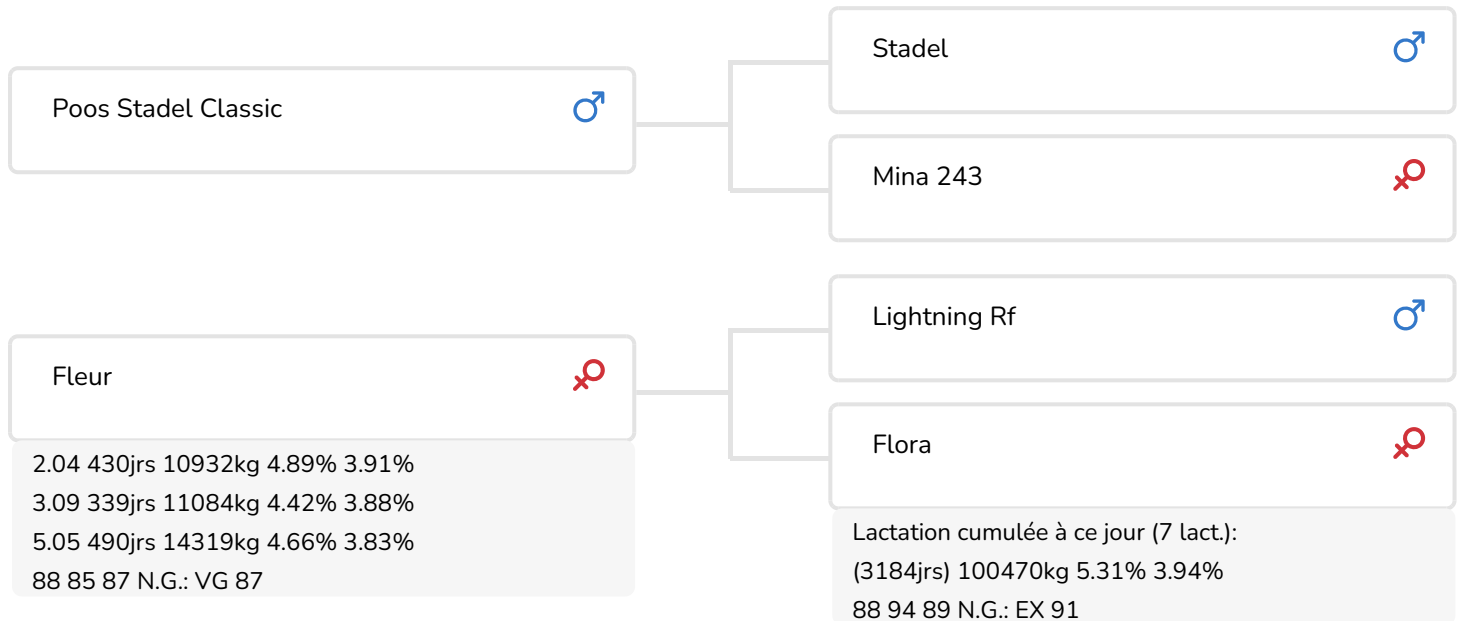 Poos Stadel Classic
Stadel
Mina 243
Fleur
2.04 430jrs 10932kg 4.89% 3.91%
3.09 339jrs 11084kg 4.42% 3.88%
5.05 490jrs 14319kg 4.66% 3.83%
88 85 87 N.G.: VG 87
Lightning Rf
Flora
Lactation cumulée à ce jour (7 lact.):
(3184jrs) 100470kg 5.31% 3.94%
88 94 89 N.G.: EX 91